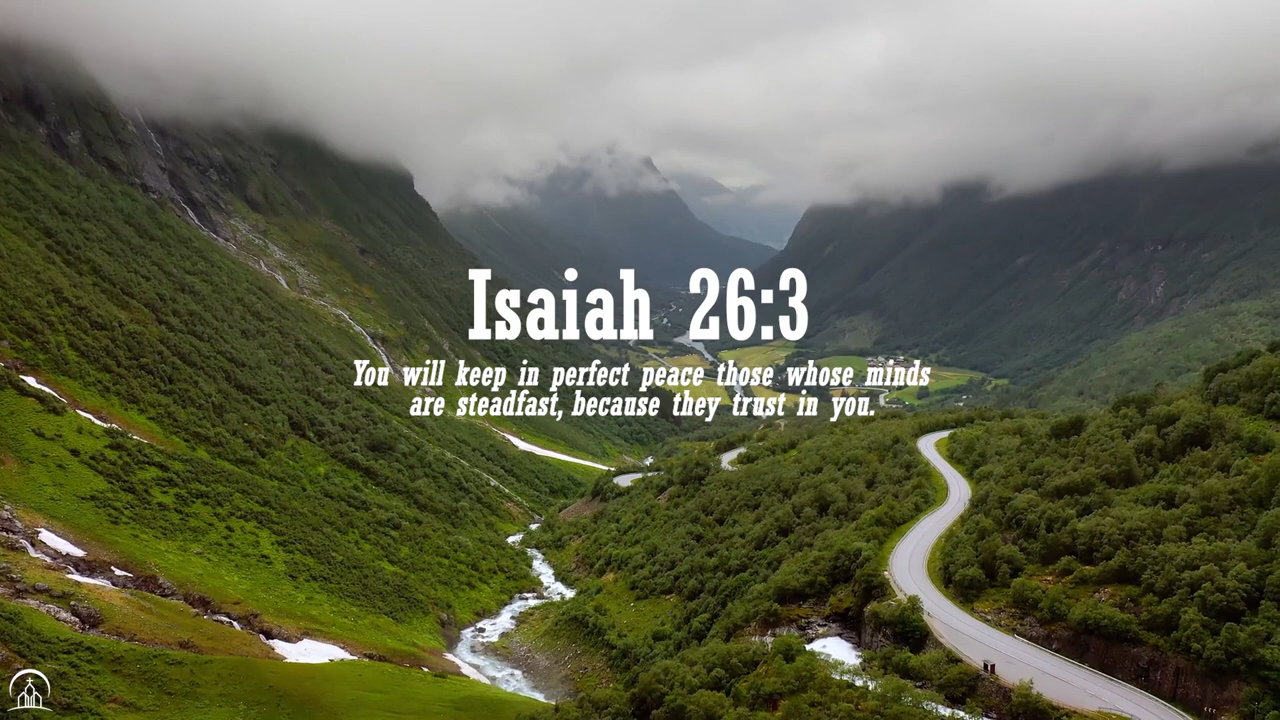 Isaiah 26:3
You will keep in perfect peace those whose minds
are steadfast, because they trust in you.